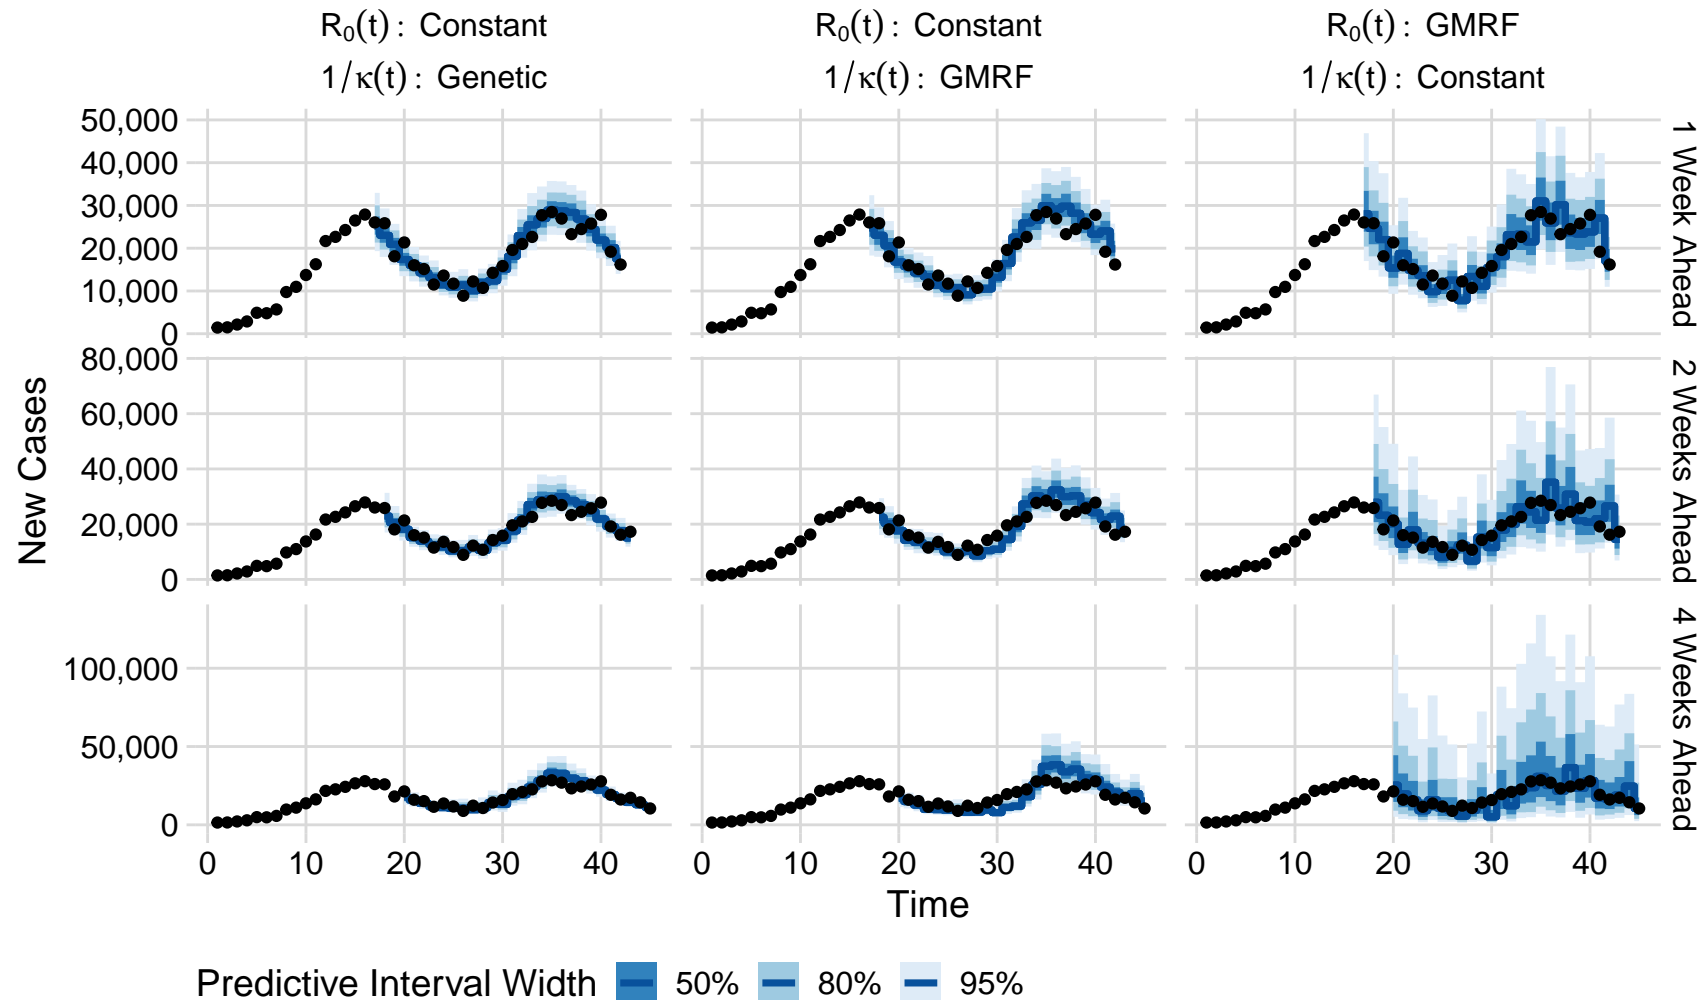 R₀(t) : Constant
1/κ(t) : Genetic
R₀(t) : Constant
1/κ(t) : GMRF
R₀(t) : GMRF
1/κ(t) : Constant
50,000
40,000
30,000
20,000
10,000
0
1 Week Ahead
80,000
60,000
40,000
20,000
0
2 Weeks Ahead
100,000
50,000
0
4 Weeks Ahead
New Cases
0 10 20 30 40
0 10 20 30 40
0 10 20 30 40
Time
Predictive Interval Width 50% 80% 95%